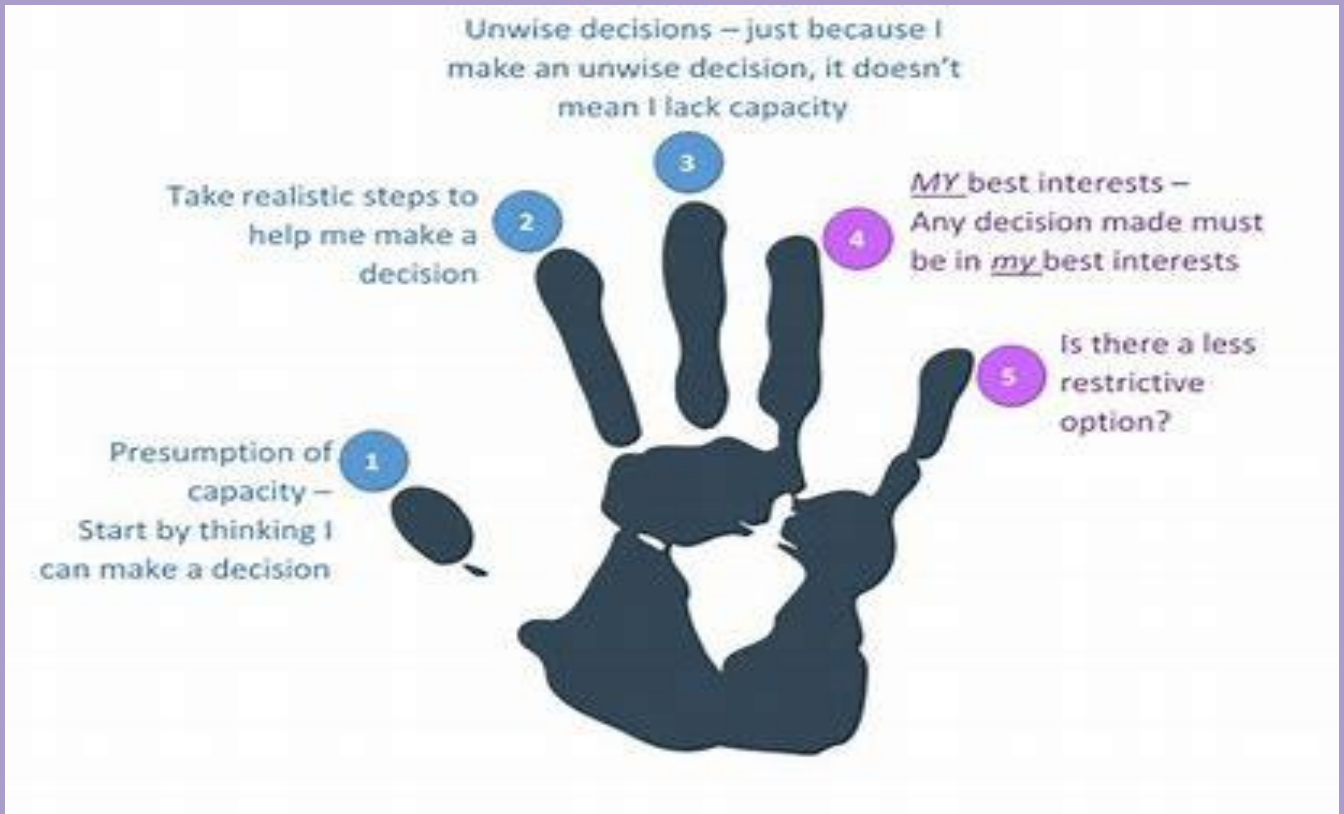 1
Presumption of
capacity –
Start by thinking I
can make a decision
2
Take realistic steps to
help me make a
decision
3
Unwise decisions – just because I
make an unwise decision, it doesn't
mean I lack capacity
4
MY best interests –
Any decision made must
be in my best interests
5
Is there a less
restrictive
option?